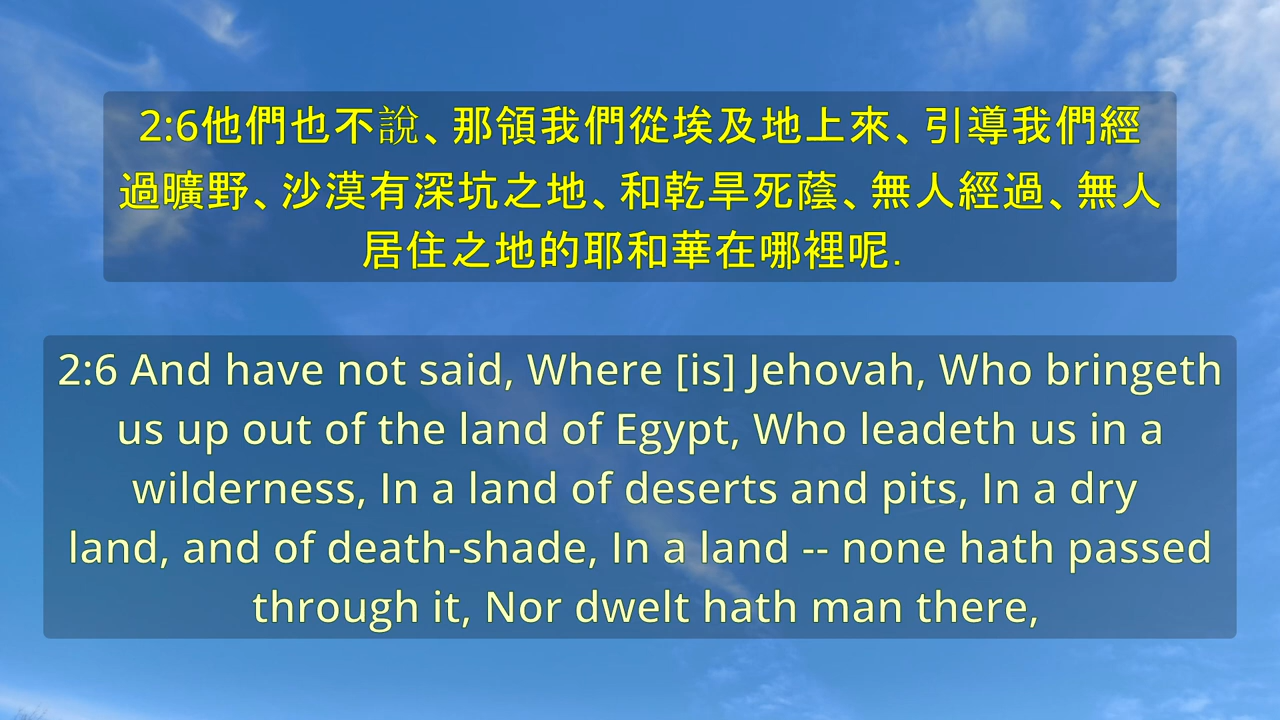 2:6他們也不說、那領我們從埃及地上來、引導我們經
過曠野、沙漠有深坑之地、和乾旱死蔭、無人經過、無人
居住之地的耶和華在哪裡呢.
2:6 And have not said, Where [is] Jehovah, Who bringeth
us up out of the land of Egypt, Who leadeth us in a
wilderness, In a land of deserts and pits, In a dry
land, and of death-shade, In a land -- none hath passed
through it, Nor dwelt hath man there,